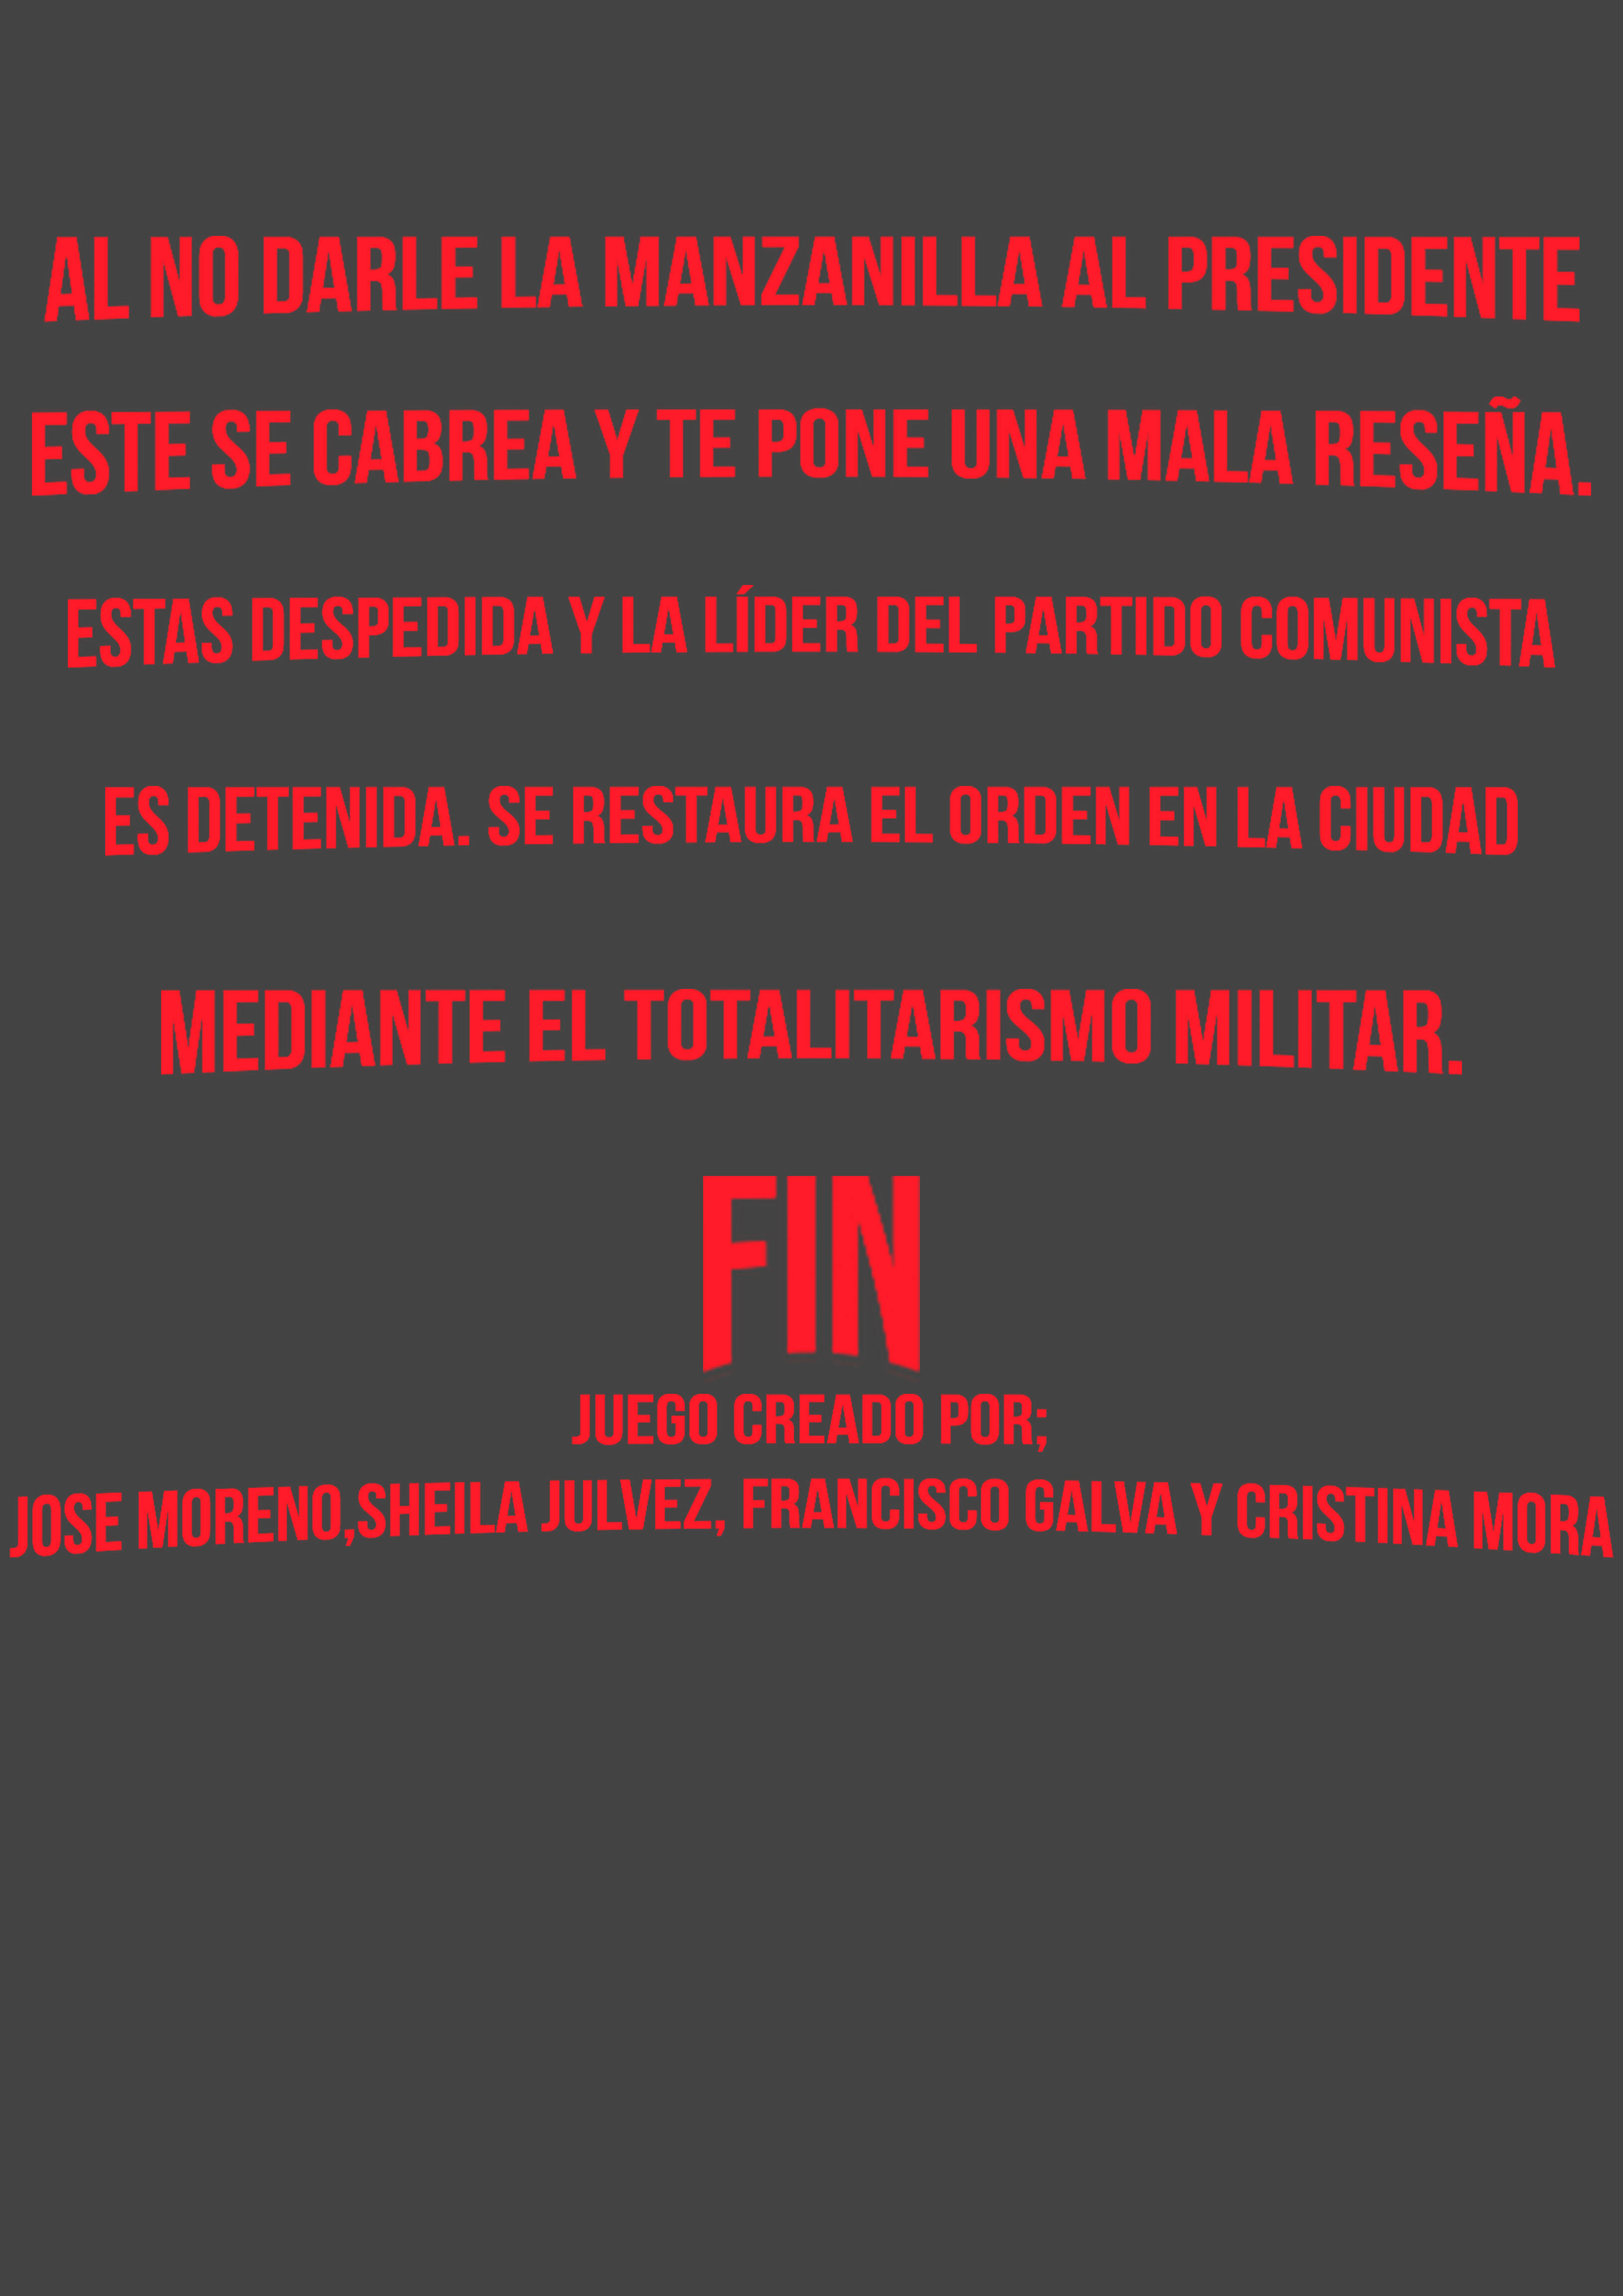 AL NO DARLE LA MANZANILLA AL PRESIDENTE
ESTE SE CABREA Y TE PONE UNA MALA RESEÑA.
ESTAS DESPEDIDA Y LA LÍDER DEL PARTIDO COMUNISTA
ES DETENIDA. SE RESTAURA EL ORDEN EN LA CIUDAD
MEDIANTE EL TOTALITARISMO MILITAR.
FIN
JUEGO CREADO POR;
JOSE MORENO,SHEILLA JULVEZ, FRANCISCO GALVAY Y CRISTINA MORA